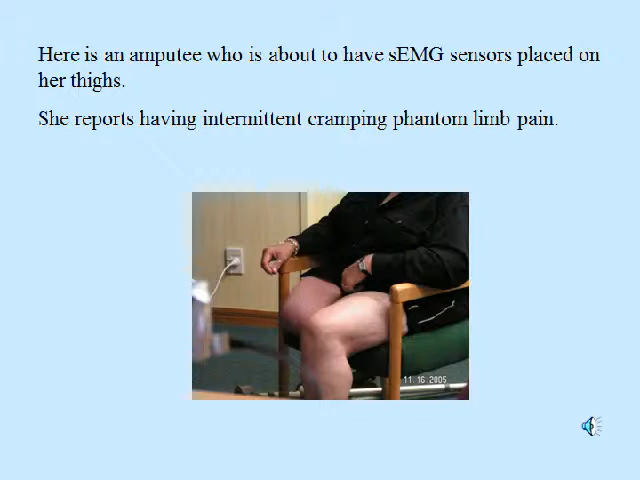 Here is an amputee who is about to have sEMG sensors placed on
her thighs.
She reports having intermittent cramping phantom limb pain.
11.16.2005